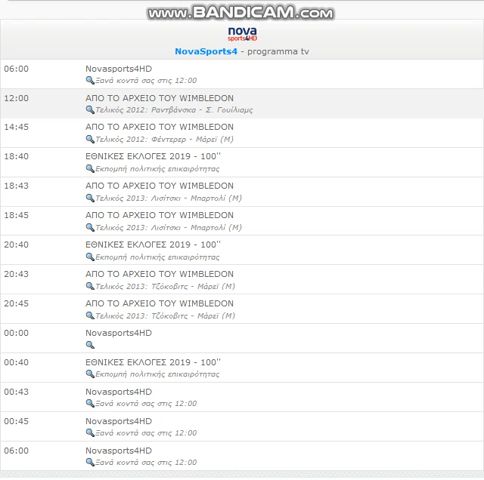 www.BANDICAM.com
nova
sports4HD
NovaSports4 - programma tv
06:00 Novasports4HD
Ξανά κοντά σας στις 12:00
12:00 ΑΠΟ ΤΟ ΑΡΧΕΙΟ ΤΟΥ WIMBLEDON
Τελικός 2012: Ραντβάνσκα - Σ. Γουίλιαμς
14:45 ΑΠΟ ΤΟ ΑΡΧΕΙΟ ΤΟΥ WIMBLEDON
Τελικός 2012: Φέντερερ - Μάρεϊ (Μ)
18:40 ΕΘΝΙΚΕΣ ΕΚΛΟΓΕΣ 2019 - 100''
Εκπομπή πολιτικής επικαιρότητας
18:43 ΑΠΟ ΤΟ ΑΡΧΕΙΟ ΤΟΥ WIMBLEDON
Τελικός 2013: Λισίτσκι - Μπαρτολί (Μ)
18:45 ΑΠΟ ΤΟ ΑΡΧΕΙΟ ΤΟΥ WIMBLEDON
Τελικός 2013: Λισίτσκι - Μπαρτολί (Μ)
20:40 ΕΘΝΙΚΕΣ ΕΚΛΟΓΕΣ 2019 - 100''
Εκπομπή πολιτικής επικαιρότητας
20:43 ΑΠΟ ΤΟ ΑΡΧΕΙΟ ΤΟΥ WIMBLEDON
Τελικός 2013: Τζόκοβιτς - Μάρεϊ (Μ)
20:45 ΑΠΟ ΤΟ ΑΡΧΕΙΟ ΤΟΥ WIMBLEDON
Τελικός 2013: Τζόκοβιτς - Μάρεϊ (Μ)
00:00 Novasports4HD
00:40 ΕΘΝΙΚΕΣ ΕΚΛΟΓΕΣ 2019 - 100''
Εκπομπή πολιτικής επικαιρότητας
00:43 Novasports4HD
Ξανά κοντά σας στις 12:00
00:45 Novasports4HD
Ξανά κοντά σας στις 12:00
06:00 Novasports4HD
Ξανά κοντά σας στις 12:00